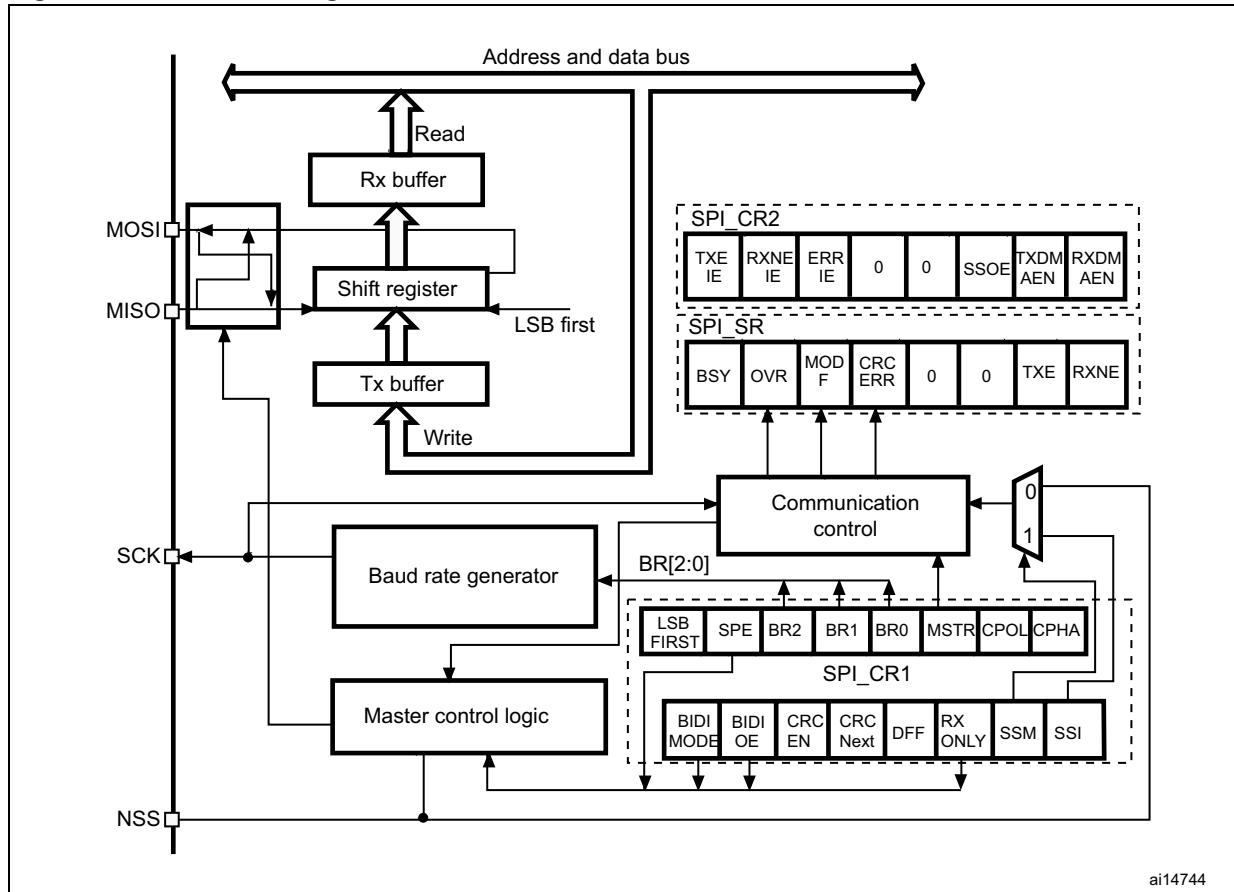 Address and data bus
Read
Rx buffer
MOSI
SPI_CR2
TXE IE
RXNE IE
ERR IE
0
0
SSOE
TXDM AEN
RXDM AEN
Shift register
MISO
LSB first
SPI_SR
BSY
OVR
MOD F
CRC ERR
0
0
TXE
RXNE
Tx buffer
Write
Communication control
0
1
SCK
Baud rate generator
BR[2:0]
LSB FIRST
SPE
BR2
BR1
BR0
MSTR
CPOL
CPHA
SPI_CR1
Master control logic
BIDI MODE
BIDI OE
CRC EN
CRC Next
DFF
RX ONLY
SSM
SSI
NSS
ai14744